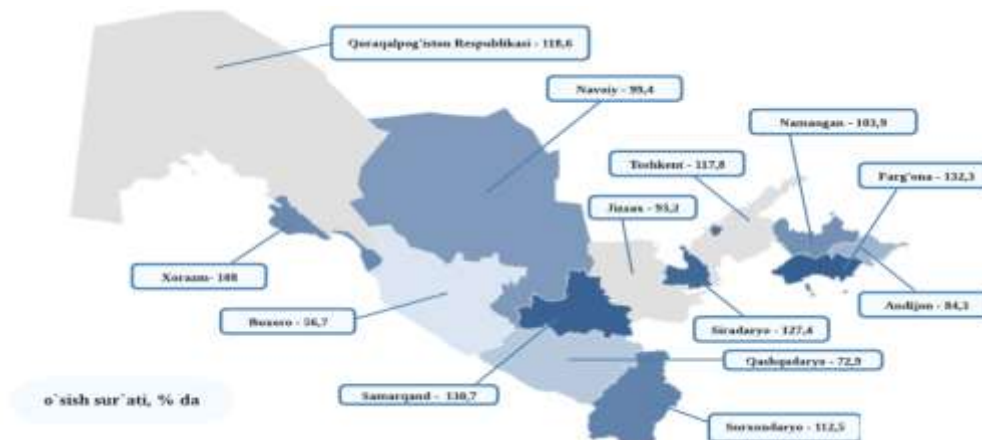 Qoraqalpog'iston Respublikasi - 118,6
Navoiy - 99,4
Namangan - 103,9
Toshkent - 117,8
Farg'ona - 132,3
Jizzax - 95,2
Xorazm- 108
Andijon - 84,3
Buxoro - 56,7
Sirdaryo - 127,4
Qashqadaryo - 72,9
Samarqand - 130,7
o`sish sur`ati, % da
Surxondaryo - 112,5